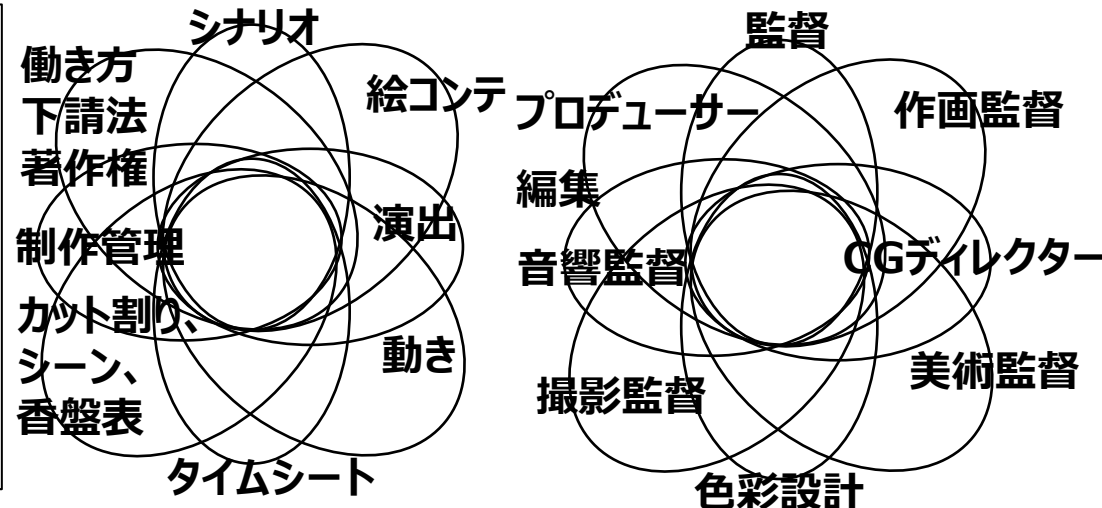 シナリオ
働き方
下請法
著作権
絵コンテ
演出
制作管理
カット割り、
シーン、
香盤表
動き
タイムシート
監督
プロデューサー
作画監督
編集
音響監督
CGディレクター
撮影監督
美術監督
色彩設計